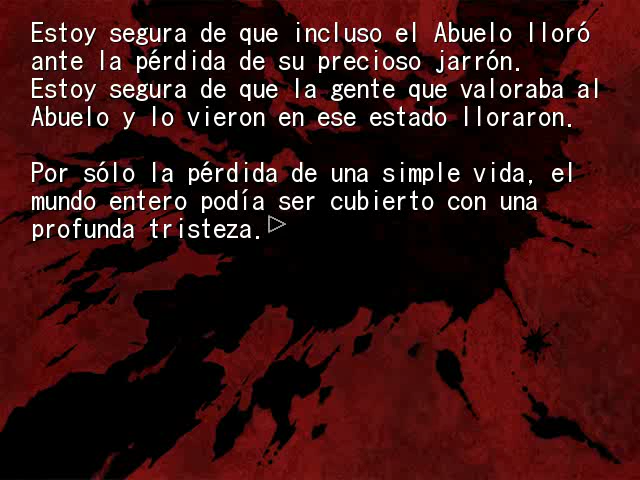 Estoy segura de que incluso el Abuelo lloró
ante la pérdida de su precioso jarrón.
Estoy segura de que la gente que valoraba al
Abuelo y lo vieron en ese estado lloraron.
Por sólo la pérdida de una simple vida, el
mundo entero podía ser cubierto con una
profunda tristeza.